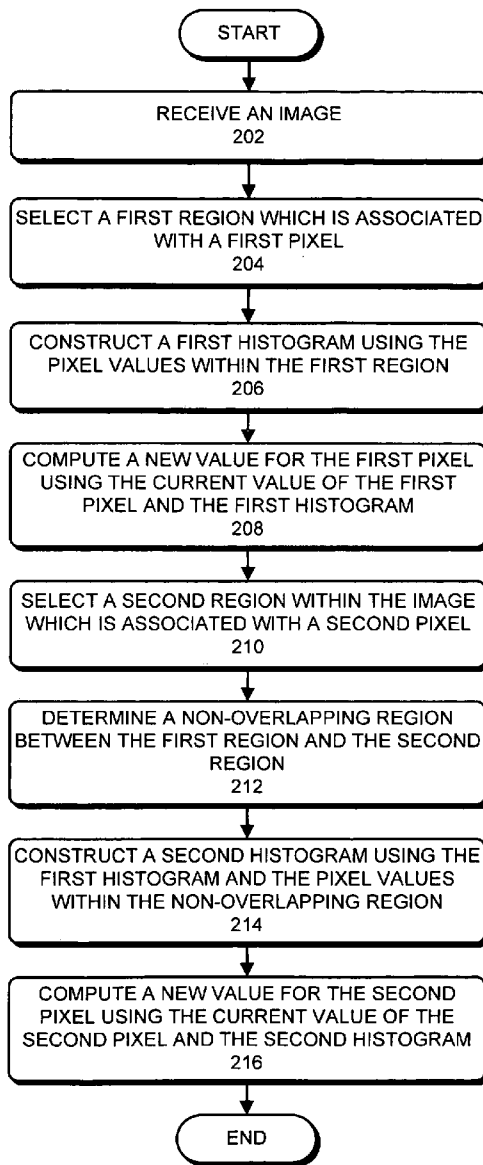 START
RECEIVE AN IMAGE
202
SELECT A FIRST REGION WHICH IS ASSOCIATED
WITH A FIRST PIXEL
204
CONSTRUCT A FIRST HISTOGRAM USING THE
PIXEL VALUES WITHIN THE FIRST REGION
206
COMPUTE A NEW VALUE FOR THE FIRST PIXEL
USING THE CURRENT VALUE OF THE FIRST
PIXEL AND THE FIRST HISTOGRAM
208
SELECT A SECOND REGION WITHIN THE IMAGE
WHICH IS ASSOCIATED WITH A SECOND PIXEL
210
DETERMINE A NON-OVERLAPPING REGION
BETWEEN THE FIRST REGION AND THE SECOND
REGION
212
CONSTRUCT A SECOND HISTOGRAM USING THE
FIRST HISTOGRAM AND THE PIXEL VALUES
WITHIN THE NON-OVERLAPPING REGION
214
COMPUTE A NEW VALUE FOR THE SECOND
PIXEL USING THE CURRENT VALUE OF THE
SECOND PIXEL AND THE SECOND HISTOGRAM
216
END